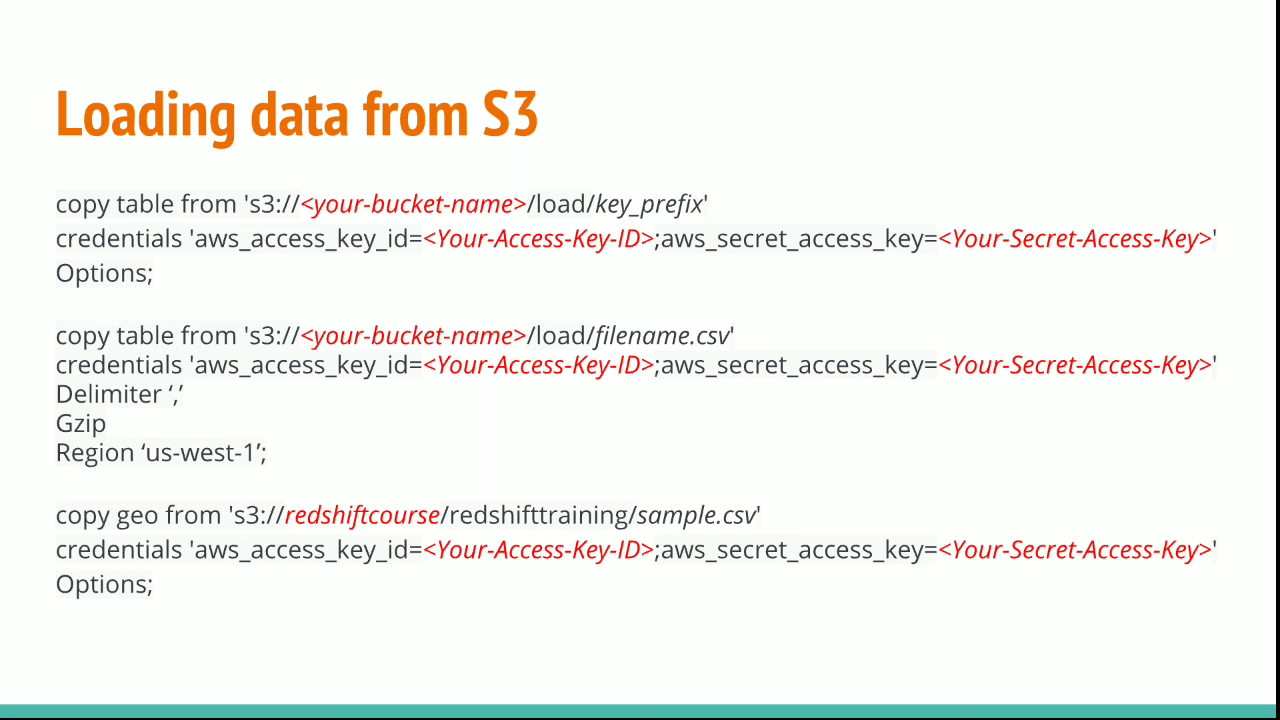 Loading data from S3
copy table from 's3://<your-bucket-name>/load/key_prefix'
credentials 'aws_access_key_id=<Your-Access-Key-ID>;aws_secret_access_key=<Your-Secret-Access-Key>'
Options;
copy table from 's3://<your-bucket-name>/load/filename.csv'
credentials 'aws_access_key_id=<Your-Access-Key-ID>;aws_secret_access_key=<Your-Secret-Access-Key>'
Delimiter ‘,’
Gzip
Region ‘us-west-1’;
copy geo from 's3://redshiftcourse/redshifttraining/sample.csv'
credentials 'aws_access_key_id=<Your-Access-Key-ID>;aws_secret_access_key=<Your-Secret-Access-Key>'
Options;